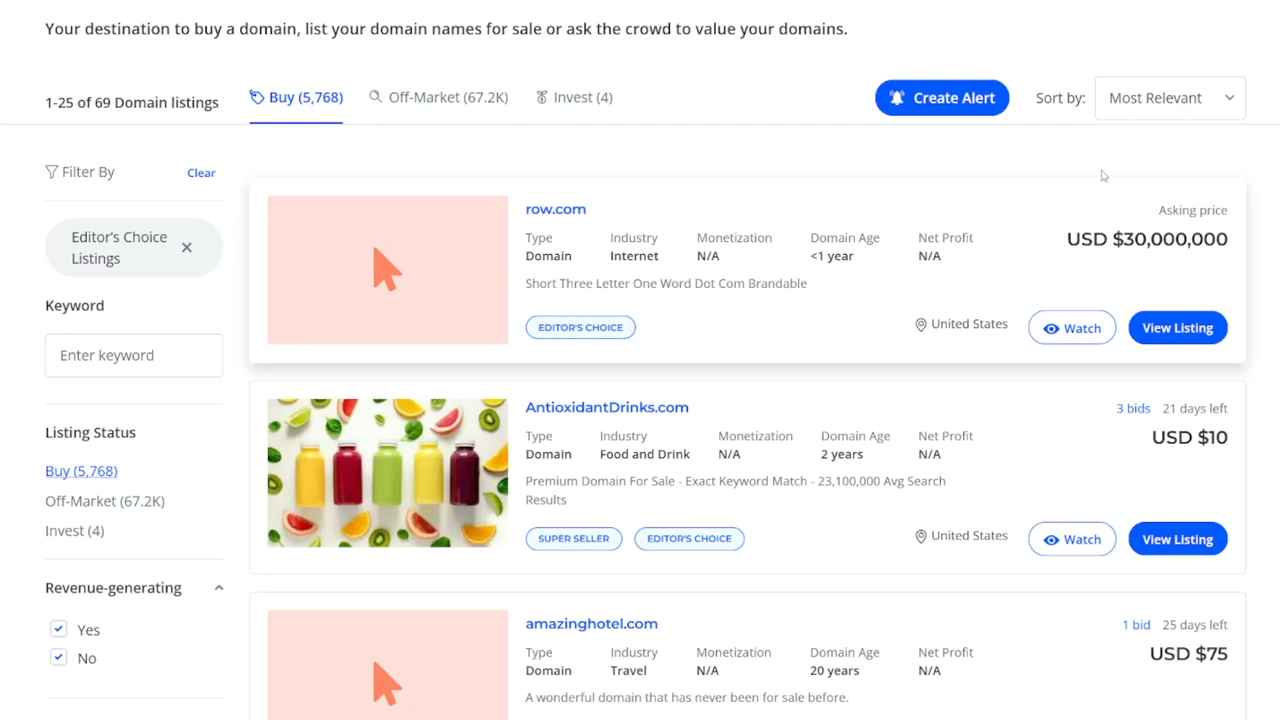 Your destination to buy a domain, list your domain names for sale or ask the crowd to value your domains.
1-25 of 69 Domain listings
Buy (5,768)
Off-Market (67.2K)
Invest (4)
Create Alert
Sort by:
Most Relevant
Filter By
Clear
Editor's Choice
Listings
Keyword
Enter keyword
Listing Status
Buy (5,768)
Off-Market (67.2K)
Invest (4)
Revenue-generating
Yes
No
row.com
Asking price
Type Industry Monetization Domain Age Net Profit
USD $30,000,000
Domain Internet N/A <1 year N/A
Short Three Letter One Word Dot Com Brandable
EDITOR'S CHOICE
United States
Watch
View Listing
AntioxidantDrinks.com
3 bids 21 days left
Type Industry Monetization Domain Age Net Profit
USD $10
Domain Food and Drink N/A 2 years N/A
Premium Domain For Sale - Exact Keyword Match - 23,100,000 Avg Search
Results
SUPER SELLER
EDITOR'S CHOICE
United States
Watch
View Listing
amazinghotel.com
1 bid 25 days left
Type Industry Monetization Domain Age Net Profit
USD $75
Domain Travel N/A 20 years N/A
A wonderful domain that has never been for sale before.